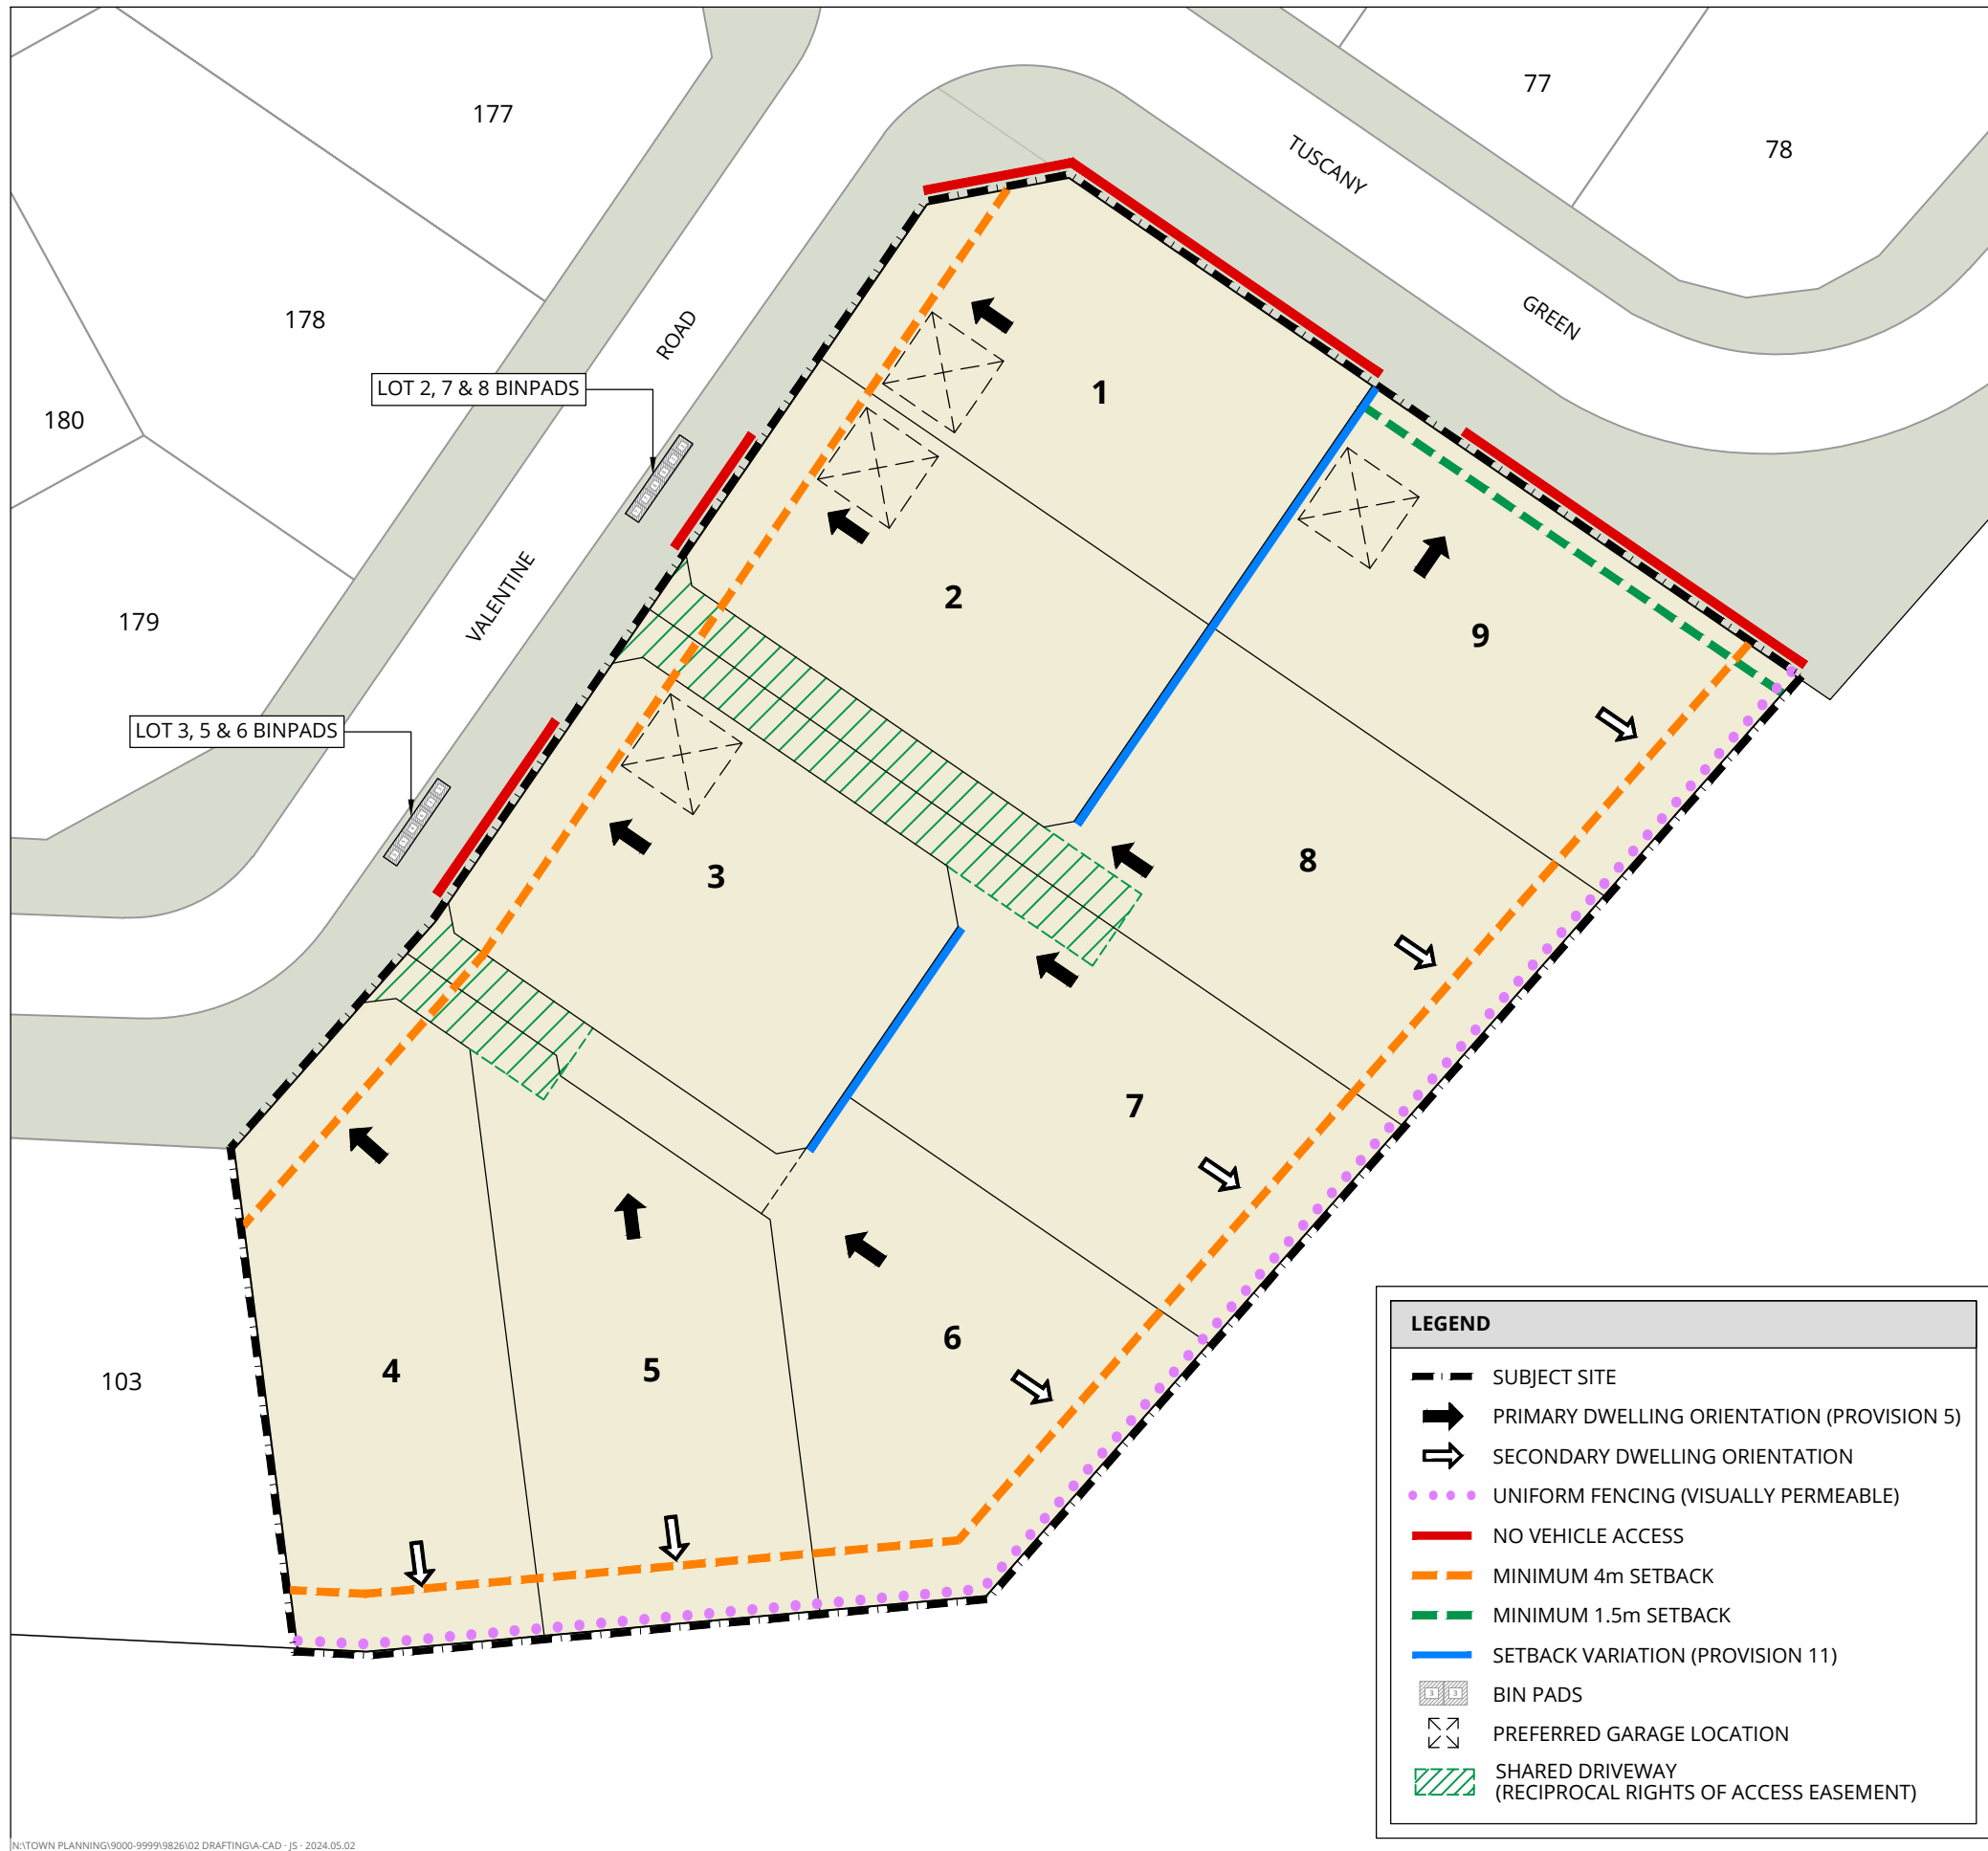 177
77
78
TUSCANY
GREEN
178
ROAD
LOT 2, 7 & 8 BINPADS
180
1
VALENTINE
2
179
9
LOT 3, 5 & 6 BINPADS
3
8
7
6
4
5
103
LEGEND
SUBJECT SITE
PRIMARY DWELLING ORIENTATION (PROVISION 5)
SECONDARY DWELLING ORIENTATION
UNIFORM FENCING (VISUALLY PERMEABLE)
NO VEHICLE ACCESS
MINIMUM 4m SETBACK
MINIMUM 1.5m SETBACK
SETBACK VARIATION (PROVISION 11)
3 3
BIN PADS
PREFERRED GARAGE LOCATION
SHARED DRIVEWAY
(RECIPROCAL RIGHTS OF ACCESS EASEMENT)
N:\TOWN PLANNING\9000-9999\9826\02 DRAFTING\A-CAD · JS · 2024.05.02